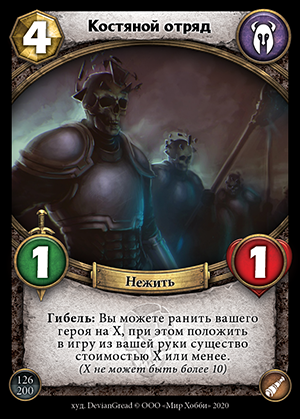 Костяной отряд
4
1
1
Нежить
Гибель: Вы можете ранить вашего
героя на X, при этом положить
в игру из вашей руки существо
стоимостью X или менее.
(X не может быть более 10)
126
200
худ. DevianGread © ООО «Мир Хобби» 2020